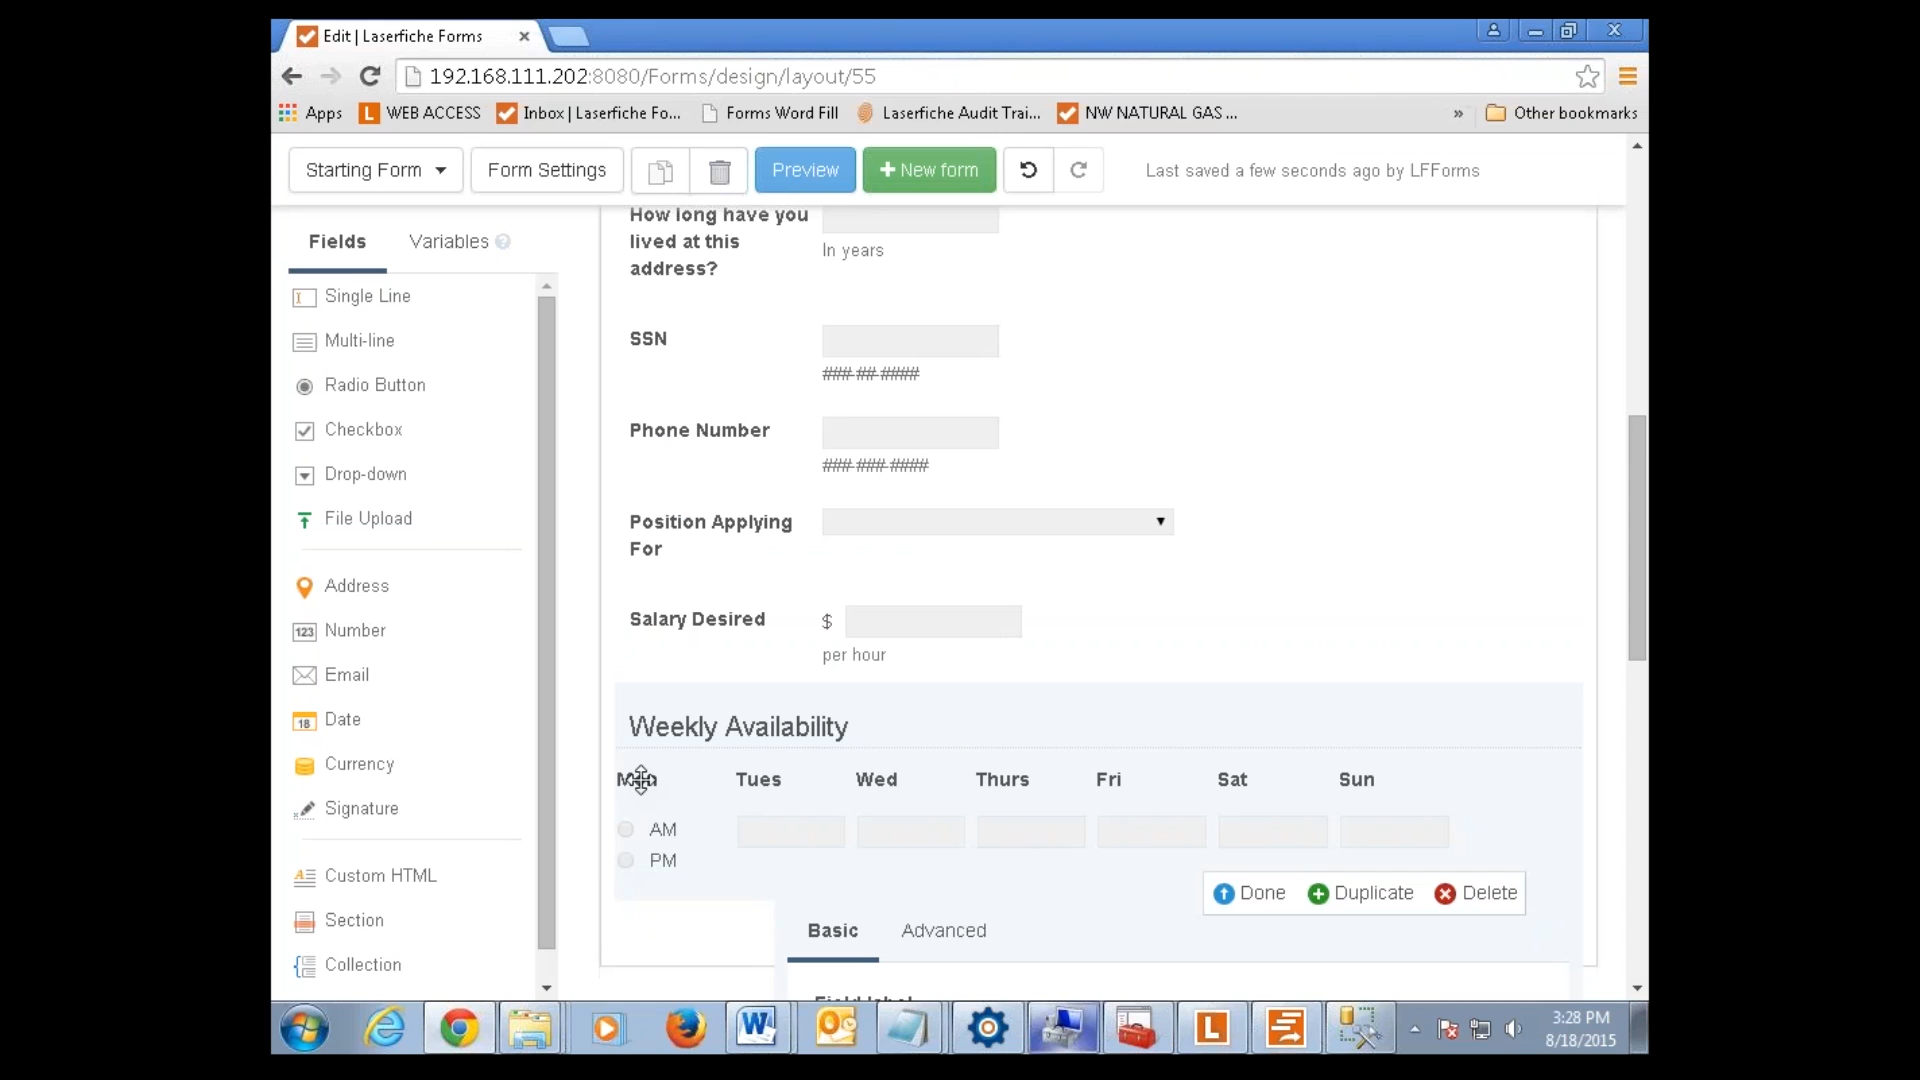 Edit | Laserfiche Forms
192.168.111.202:8080/Forms/design/layout/55
Apps WEB ACCESS Inbox | Laserfiche Fo... Forms Word Fill Laserfiche Audit Trai... NW NATURAL GAS ... » Other bookmarks
Starting Form Form Settings Preview New form Last saved a few seconds ago by LFForms
Fields Variables
Single Line
Multi-line
Radio Button
Checkbox
Drop-down
File Upload
Address
123 Number
Email
18 Date
Currency
Signature
Custom HTML
Section
Collection
How long have you
lived at this
address?
In years
SSN
###-##-####
Phone Number
###-###-####
Position Applying
For
Salary Desired $
per hour
Weekly Availability
Tues Wed Thurs Fri Sat Sun
AM
PM
Done Duplicate Delete
Basic Advanced
Field label
3:28 PM
8/18/2015